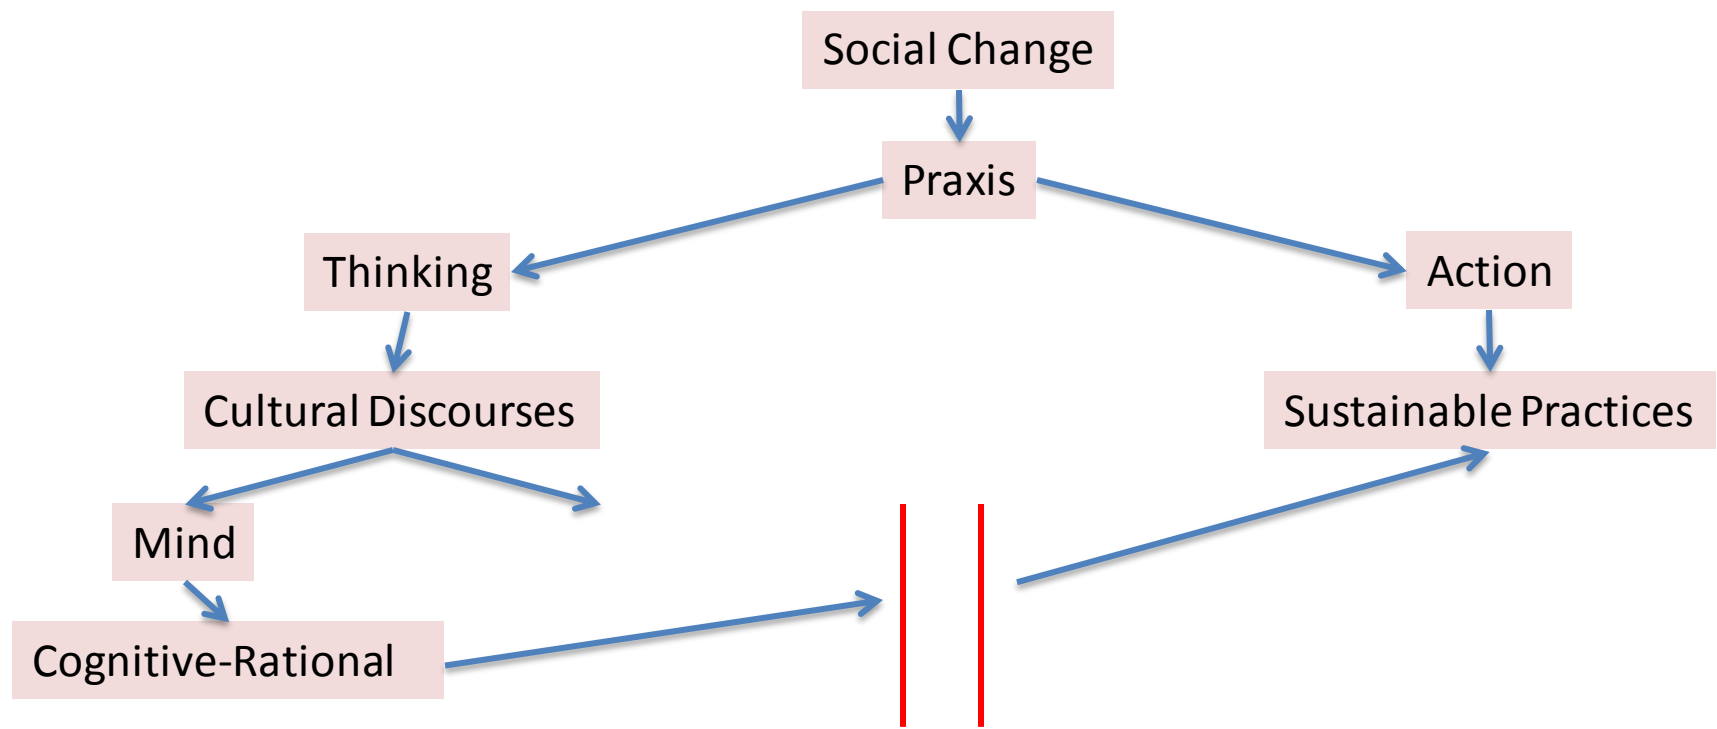 Social Change
Praxis
Thinking
Action
Cultural Discourses
Sustainable Practices
Mind
Cognitive-Rational